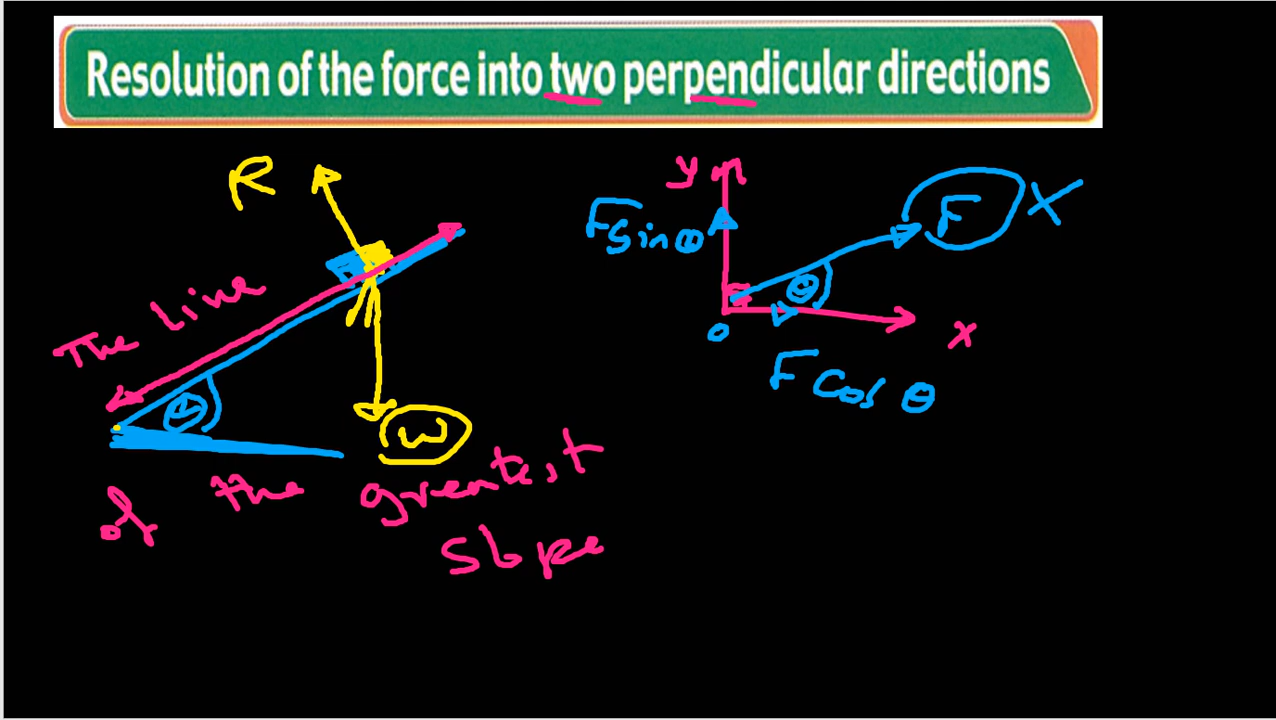 Resolution of the force into two perpendicular directions
R
The line
θ
W
of the greatest
slope
y
F sin θ
F X
θ
o
x
F Cos θ